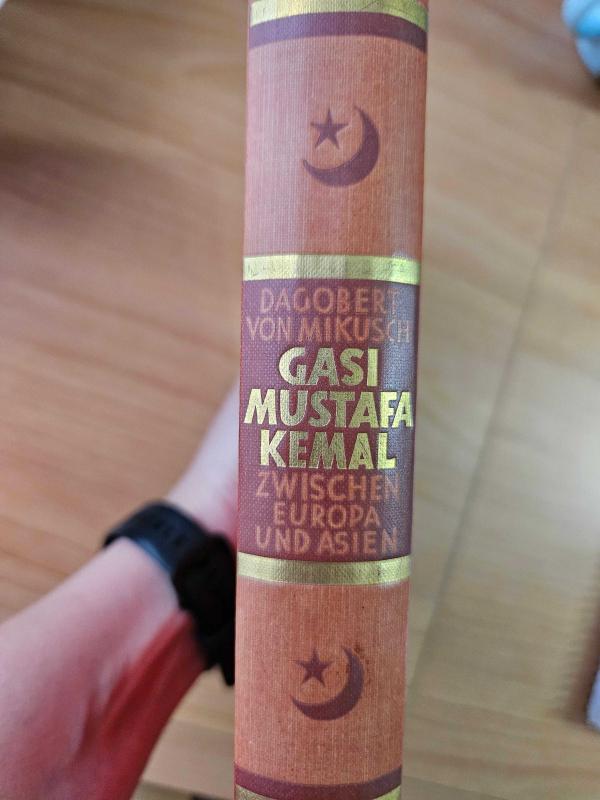 DAGOBERT
VON MIKUSCH
GASI
MUSTAFA
KEMAL
ZWISCHEN
EUROPA
UND ASIEN